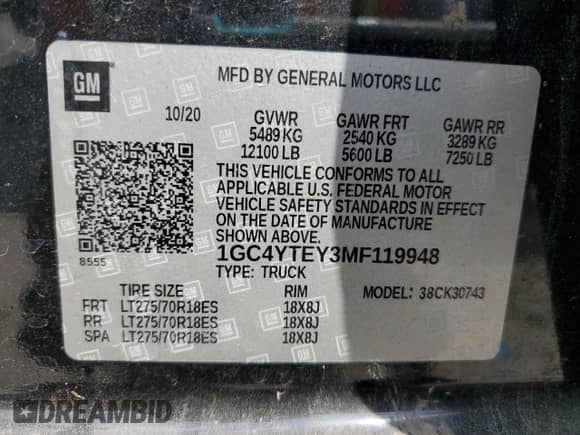 GM
MFD BY GENERAL MOTORS LLC
10/20 GVWR GAWR FRT GAWR RR
5489 KG 2540 KG 3289 KG
12100 LB 5600 LB 7250 LB
THIS VEHICLE CONFORMS TO ALL
APPLICABLE U.S. FEDERAL MOTOR
VEHICLE SAFETY STANDARDS IN EFFECT
ON THE DATE OF MANUFACTURE
8555 1GC4YTEY3MF119948
TYPE: TRUCK
TIRE SIZE RIM MODEL: 38CK30743
FRT LT275/70R18ES 18X8J
RR LT275/70R18ES 18X8J
SPA LT275/70R18ES 18X8J
DREAMBID